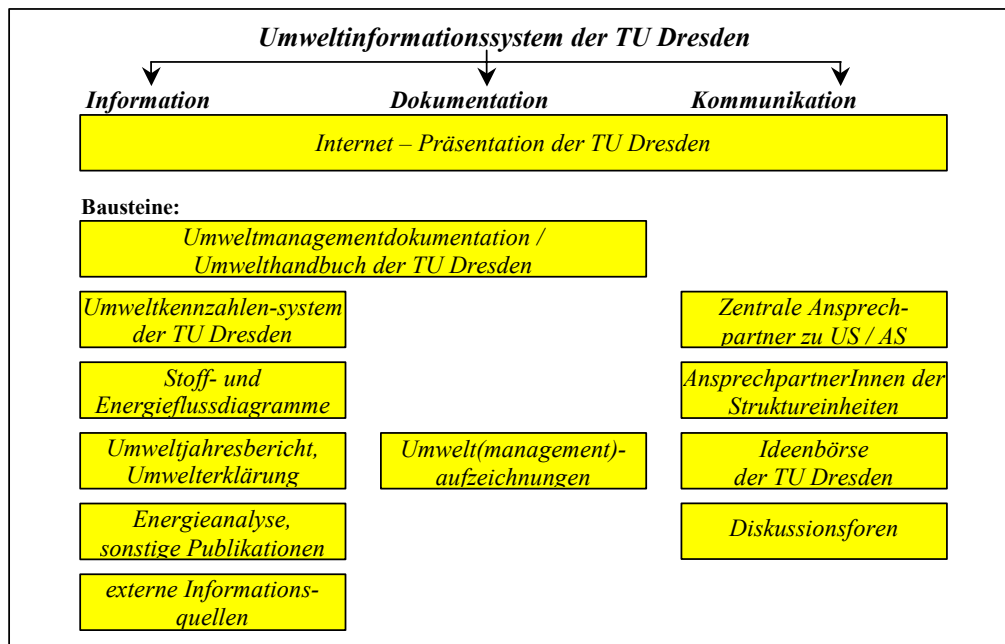 Umweltinformationssystem der TU Dresden
Information Dokumentation Kommunikation
Internet – Präsentation der TU Dresden
Bausteine:
Umweltmanagementdokumentation /
Umwelthandbuch der TU Dresden
Umweltkennzahlen-system
der TU Dresden
Zentrale Ansprech-
partner zu US / AS
Stoff- und
Energieflussdiagramme
AnsprechpartnerInnen der
Struktureinheiten
Umweltjahresbericht,
Umwelterklärung
Umwelt(management)-
aufzeichnungen
Ideenbörse
der TU Dresden
Energieanalyse,
sonstige Publikationen
Diskussionsforen
externe Informations-
quellen